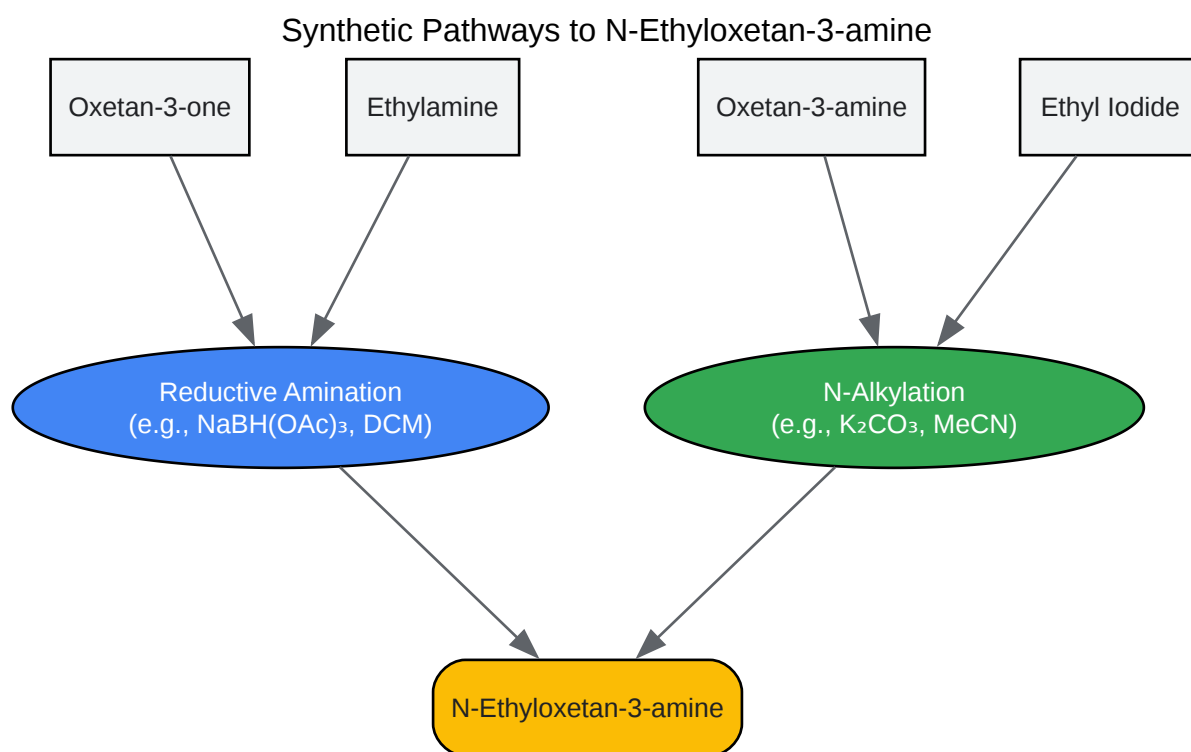 Synthetic Pathways to N-Ethyloxetan-3-amine
Oxetan-3-one
Ethylamine
Oxetan-3-amine
Ethyl Iodide
Reductive Amination
(e.g., NaBH(OAc)₃, DCM)
N-Alkylation
(e.g., K₂CO₃, MeCN)
N-Ethyloxetan-3-amine